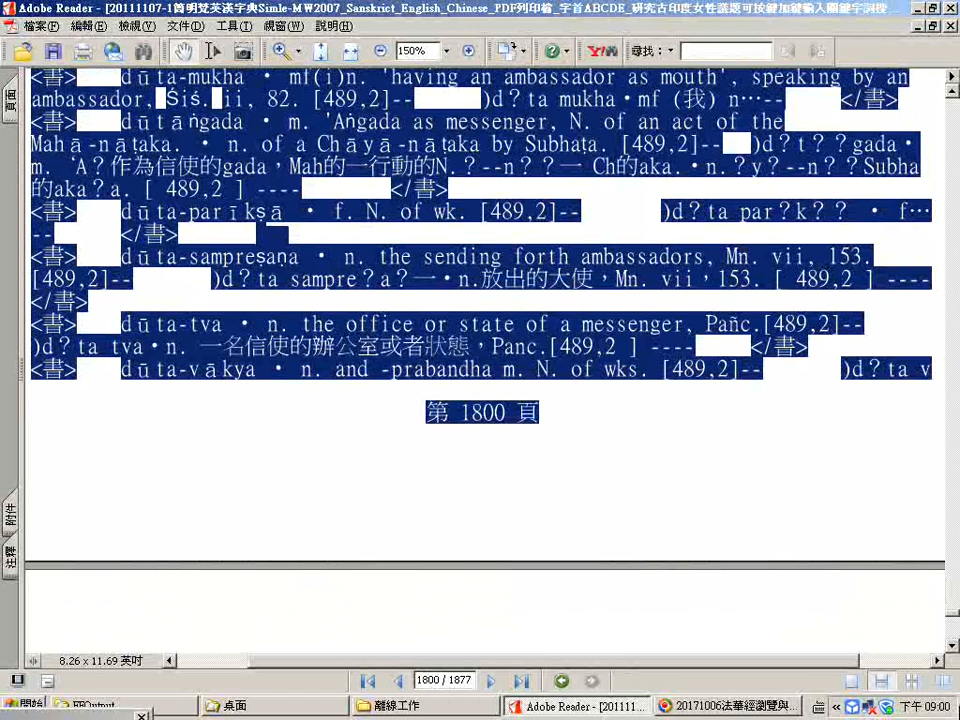 Adobe Reader - [20111107-1簡明梵英漢字典Simle-MW2007_Sanskrict_English_Chinese_PDF列印檔_字首ABCDE_研究古印度女性議題可按鍵加鍵輸入關鍵字詞搜
檔案(F) 編輯(E) 檢視(V) 文件(D) 工具(T) 視窗(W) 說明(H)
150% Y! 尋找：
頁面
<書> dūta-mukha • mf(i)n. 'having an ambassador as mouth', speaking by an
ambassador, Śiś. ii, 82. [489,2]-- )d？ta mukha•mf (我) n…-- </書>
<書> dūtāṅgada • m. 'Aṅgada as messenger, N. of an act of the
Mahā-nāṭaka. • n. of a Chāyā-nāṭaka by Subhaṭa. [489,2]-- )d？t？？gada•
m. ‘A？作為信使的gada，Mah的一行動的N.？--n？？一 Ch的aka.•n.？y？--n？？Subha
的aka？a. [ 489,2 ] ---- </書>
<書> dūta-parīkṣā • f. N. of wk. [489,2]-- )d？ta par？k？？ • f…
-- </書>
<書> dūta-sampreṣaṇa • n. the sending forth ambassadors, Mn. vii, 153.
[489,2]-- )d？ta sampre？a？一•n.放出的大使，Mn. vii，153. [ 489,2 ] ----
</書>
<書> dūta-tva • n. the office or state of a messenger, Pañc.[489,2]--
)d？ta tva•n. 一名信使的辦公室或者狀態，Panc.[489,2 ] ---- </書>
<書> dūta-vākya • n. and -prabandha m. N. of wks. [489,2]-- )d？ta v
第 1800 頁
附件
注釋
8.26 x 11.69 英吋
1800 / 1877
開始 FFOutput 桌面 離線工作 Adobe Reader - [201111... 20171006法華經瀏覽與... 下午 09:00